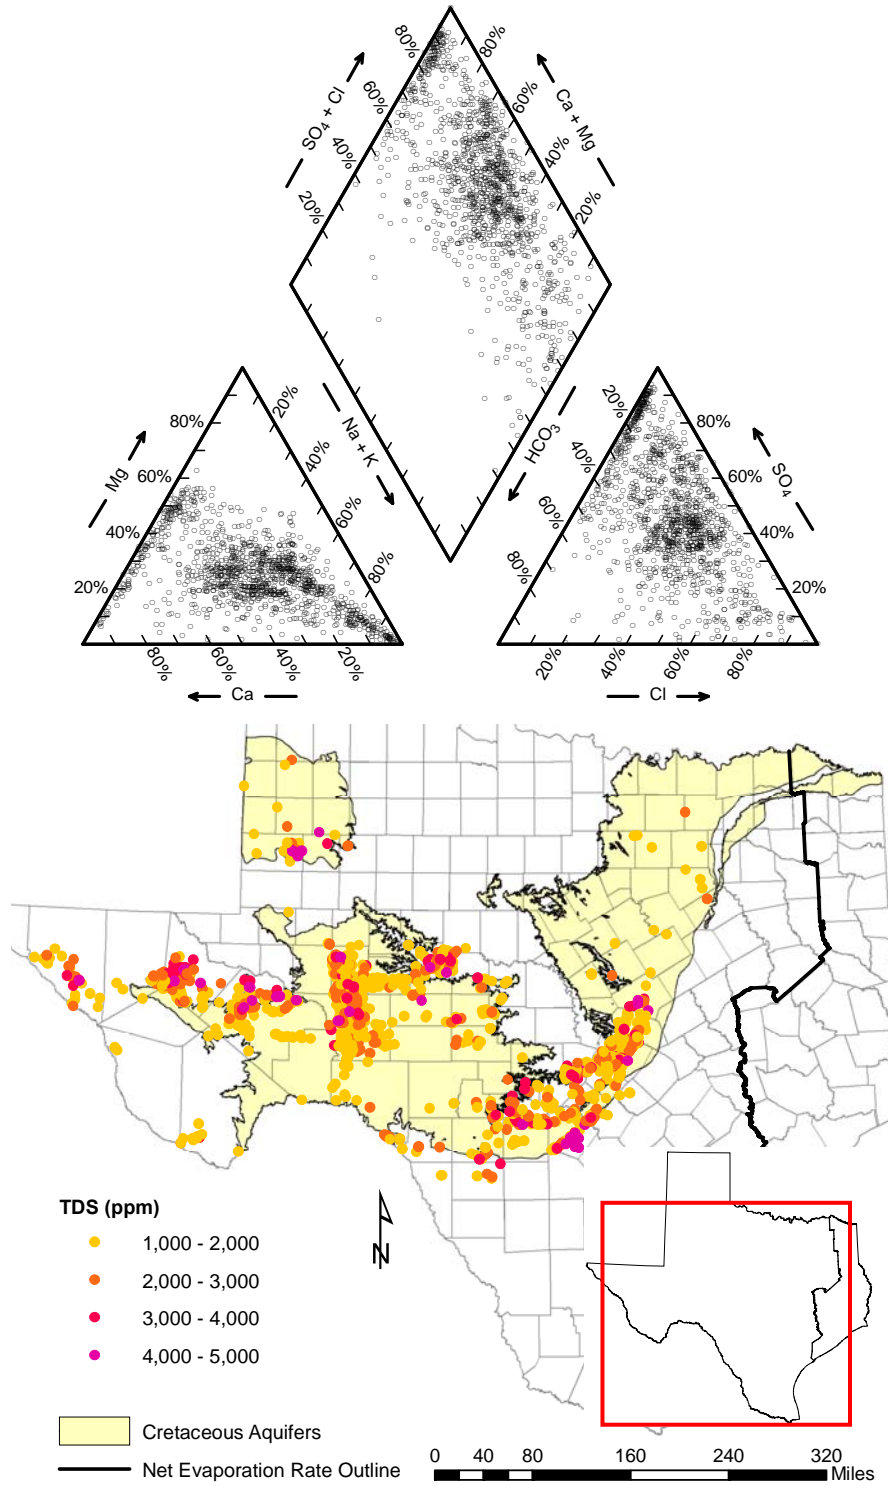 80%
80%
SO4 + Cl
Ca + Mg
60%
60%
40%
40%
20%
20%
Mg
Na + K
HCO3
SO4
20%
20%
80%
80%
40%
40%
60%
60%
60%
60%
40%
40%
80%
80%
20%
20%
80%
60%
40%
20%
20%
40%
60%
80%
Ca
Cl
TDS (ppm)
1,000 - 2,000
2,000 - 3,000
3,000 - 4,000
4,000 - 5,000
N
Cretaceous Aquifers
Net Evaporation Rate Outline
0 40 80 160 240 320
Miles